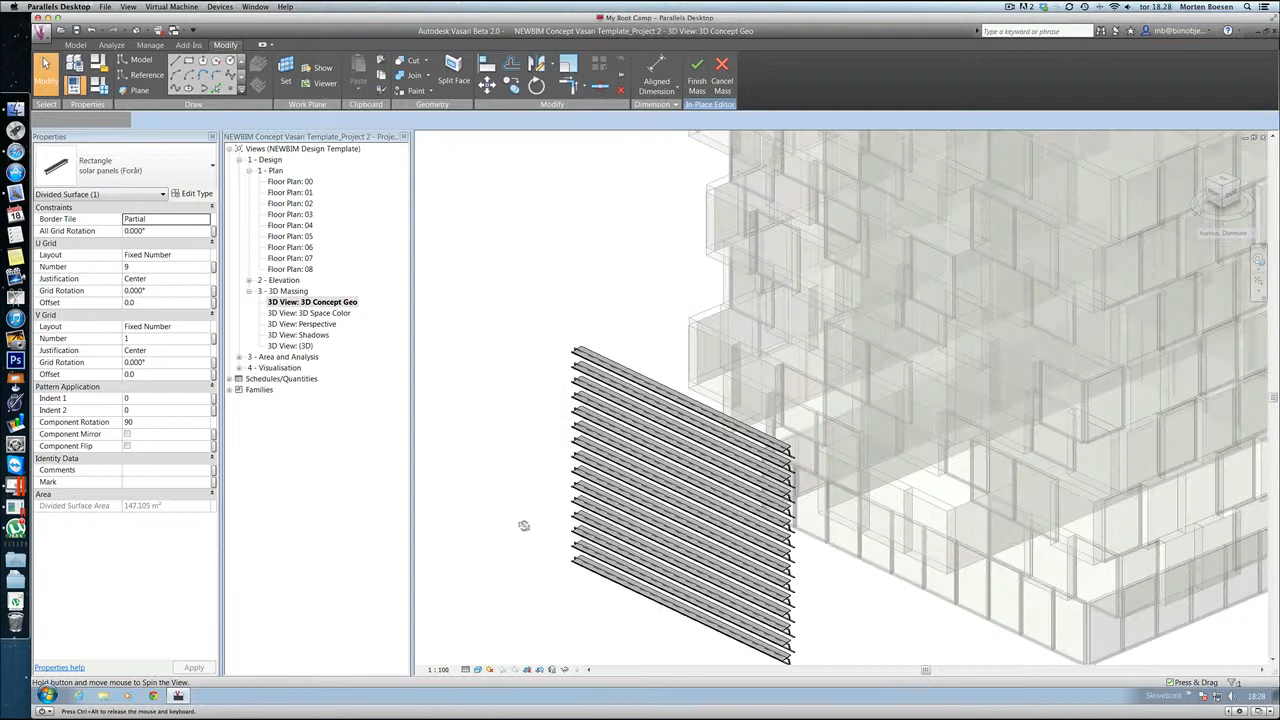 Parallels Desktop File View Virtual Machine Devices Window Help
2 100% tor 18.28 Morten Boesen
My Boot Camp – Parallels Desktop
Autodesk Vasari Beta 2.0 - NEWBIM Concept Vasari Template_Project 2 - 3D View: 3D Concept Geo
Type a keyword or phrase
mb@bimobje...
Model Analyze Manage Add-Ins Modify
Modify
Model
Reference
Plane
Set
Show
Viewer
Paste
Cut
Join
Paint
Split Face
Aligned Dimension
Finish Mass
Cancel Mass
Select Properties Draw Work Plane Clipboard Geometry Modify Dimension In-Place Editor
Properties
Rectangle
solar panels (Forår)
Divided Surface (1)
Edit Type
Constraints
Border Tile Partial
All Grid Rotation 0.000°
U Grid
Layout Fixed Number
Number 9
Justification Center
Grid Rotation 0.000°
Offset 0.0
V Grid
Layout Fixed Number
Number 1
Justification Center
Grid Rotation 0.000°
Offset 0.0
Pattern Application
Indent 1 0
Indent 2 0
Component Rotation 90
Component Mirror
Component Flip
Identity Data
Comments
Mark
Area
Divided Surface Area 147.105 m²
Properties help
Apply
NEWBIM Concept Vasari Template_Project 2 - Proje...
Views (NEWBIM Design Template)
1 - Design
1 - Plan
Floor Plan: 00
Floor Plan: 01
Floor Plan: 02
Floor Plan: 03
Floor Plan: 04
Floor Plan: 05
Floor Plan: 06
Floor Plan: 07
Floor Plan: 08
2 - Elevation
3 - 3D Massing
3D View: 3D Concept Geo
3D View: 3D Space Color
3D View: Perspective
3D View: Shadows
3D View: {3D}
3 - Area and Analysis
4 - Visualisation
Schedules/Quantities
Families
Aarhus, Danmark
1 : 100
Hold button and move mouse to Spin the View.
Press & Drag
:1
Skrivebord
18:28
Press Ctrl+Alt to release the mouse and keyboard.